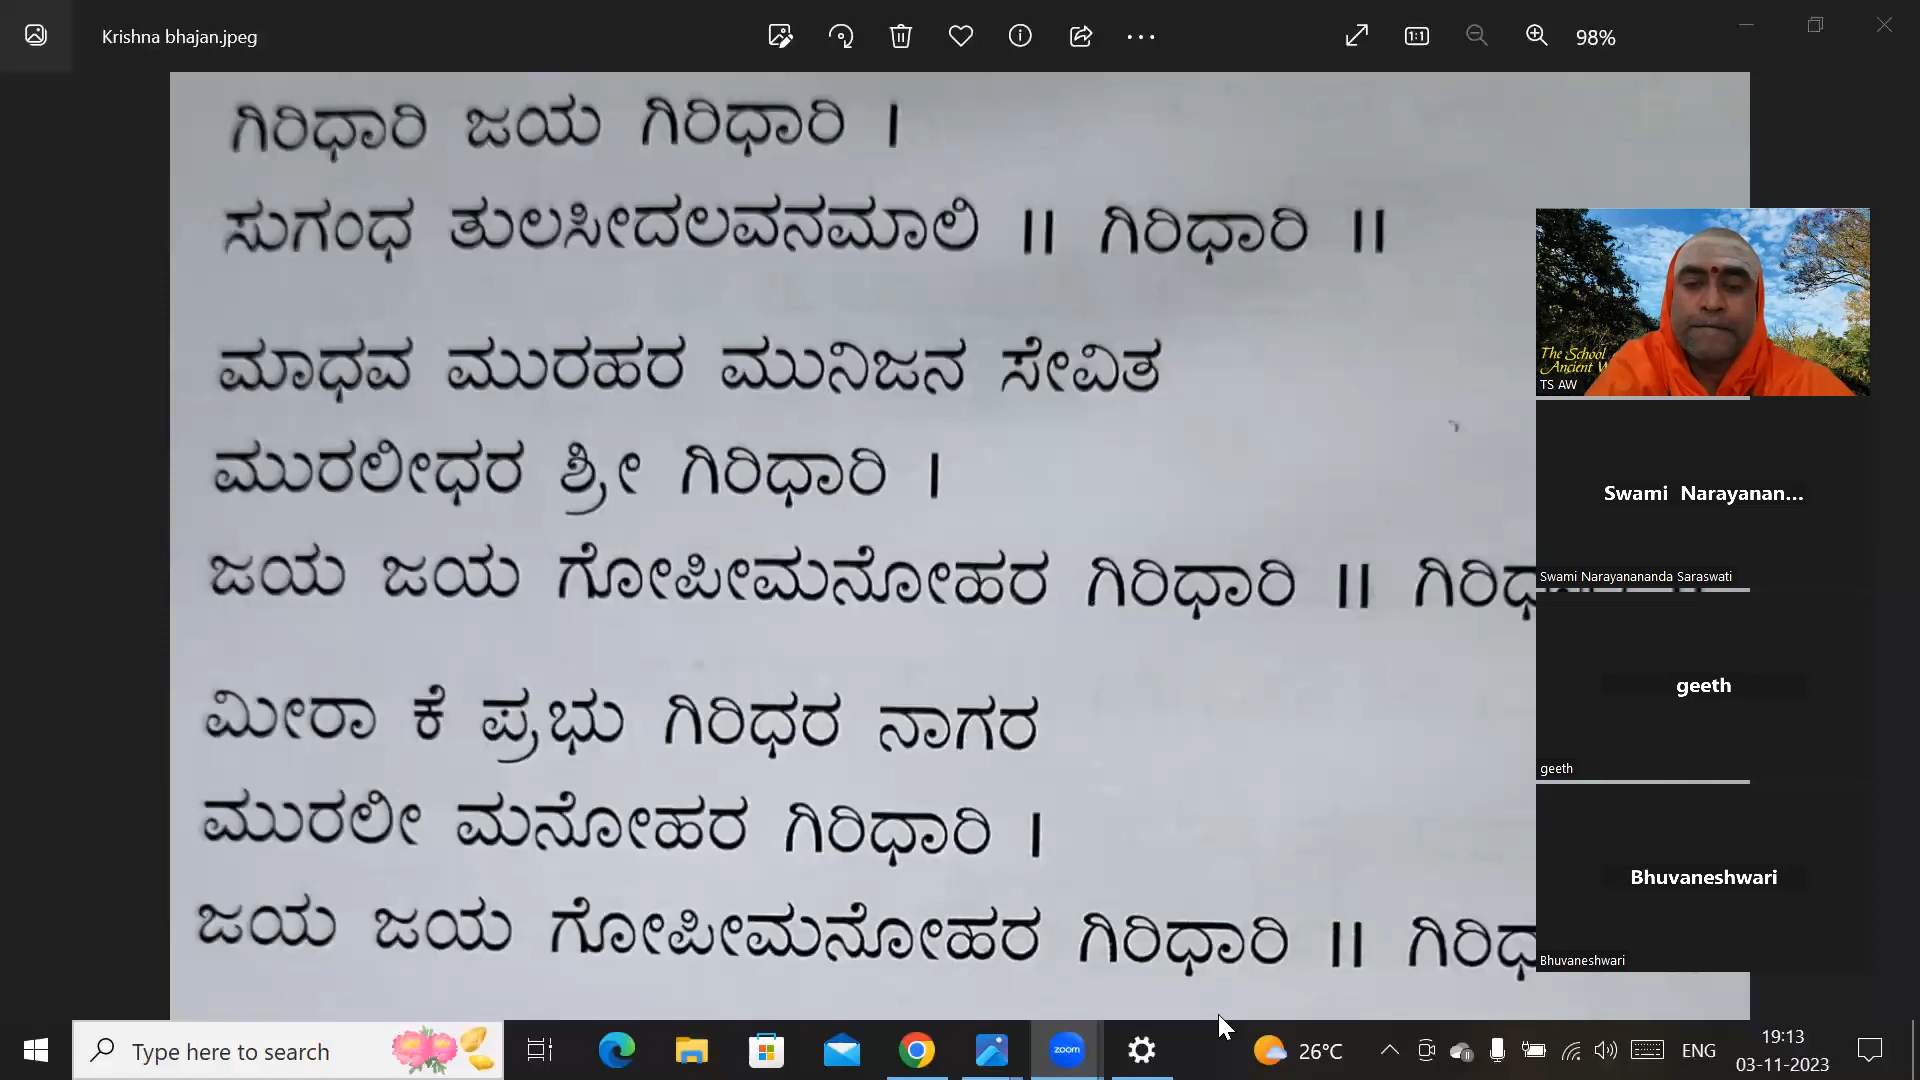 Krishna bhajan.jpeg
98%
ಗಿರಿಧಾರಿ ಜಯ ಗಿರಿಧಾರಿ ।
ಸುಗಂಧ ತುಲಸೀದಲವನಮಾಲಿ ॥ ಗಿರಿಧಾರಿ ॥
ಮಾಧವ ಮುರಹರ ಮುನಿಜನ ಸೇವಿತ
ಮುರಲೀಧರ ಶ್ರೀ ಗಿರಿಧಾರಿ ।
ಜಯ ಜಯ ಗೋಪೀಮನೋಹರ ಗಿರಿಧಾರಿ ॥
ಮೀರಾ ಕೆ ಪ್ರಭು ಗಿರಿಧರ ನಾಗರ
ಮುರಲೀ ಮನೋಹರ ಗಿರಿಧಾರಿ ।
ಜಯ ಜಯ ಗೋಪೀಮನೋಹರ ಗಿರಿಧಾರಿ ॥
The School
Ancient
TS AW
Swami Narayanan...
Swami Narayanananda Saraswati
geeth
geeth
Bhuvaneshwari
Bhuvaneshwari
Type here to search
zoom
26°C
ENG
19:13
03-11-2023